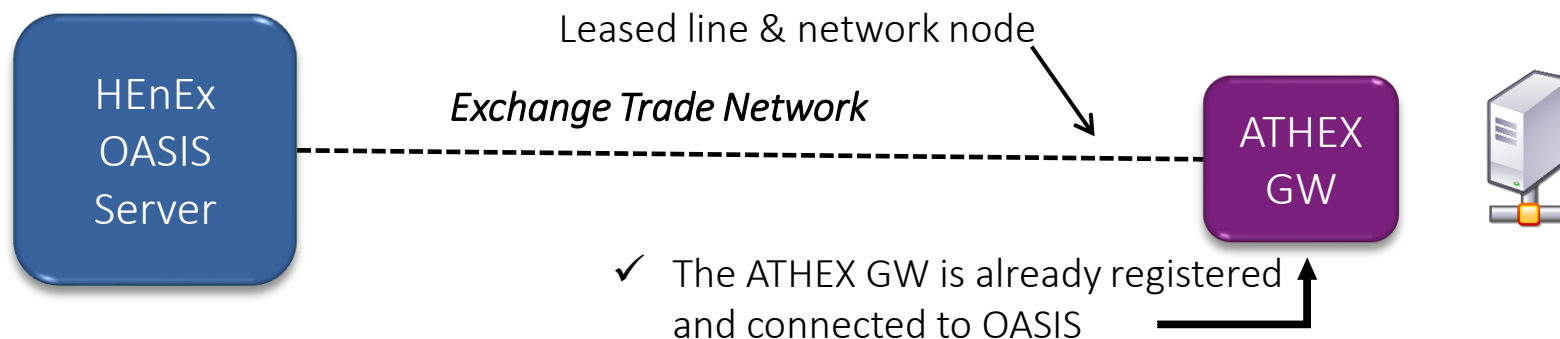 Leased line & network node
HEnEx
OASIS
Server
Exchange Trade Network
ATHEX
GW
✓ The ATHEX GW is already registered
and connected to OASIS